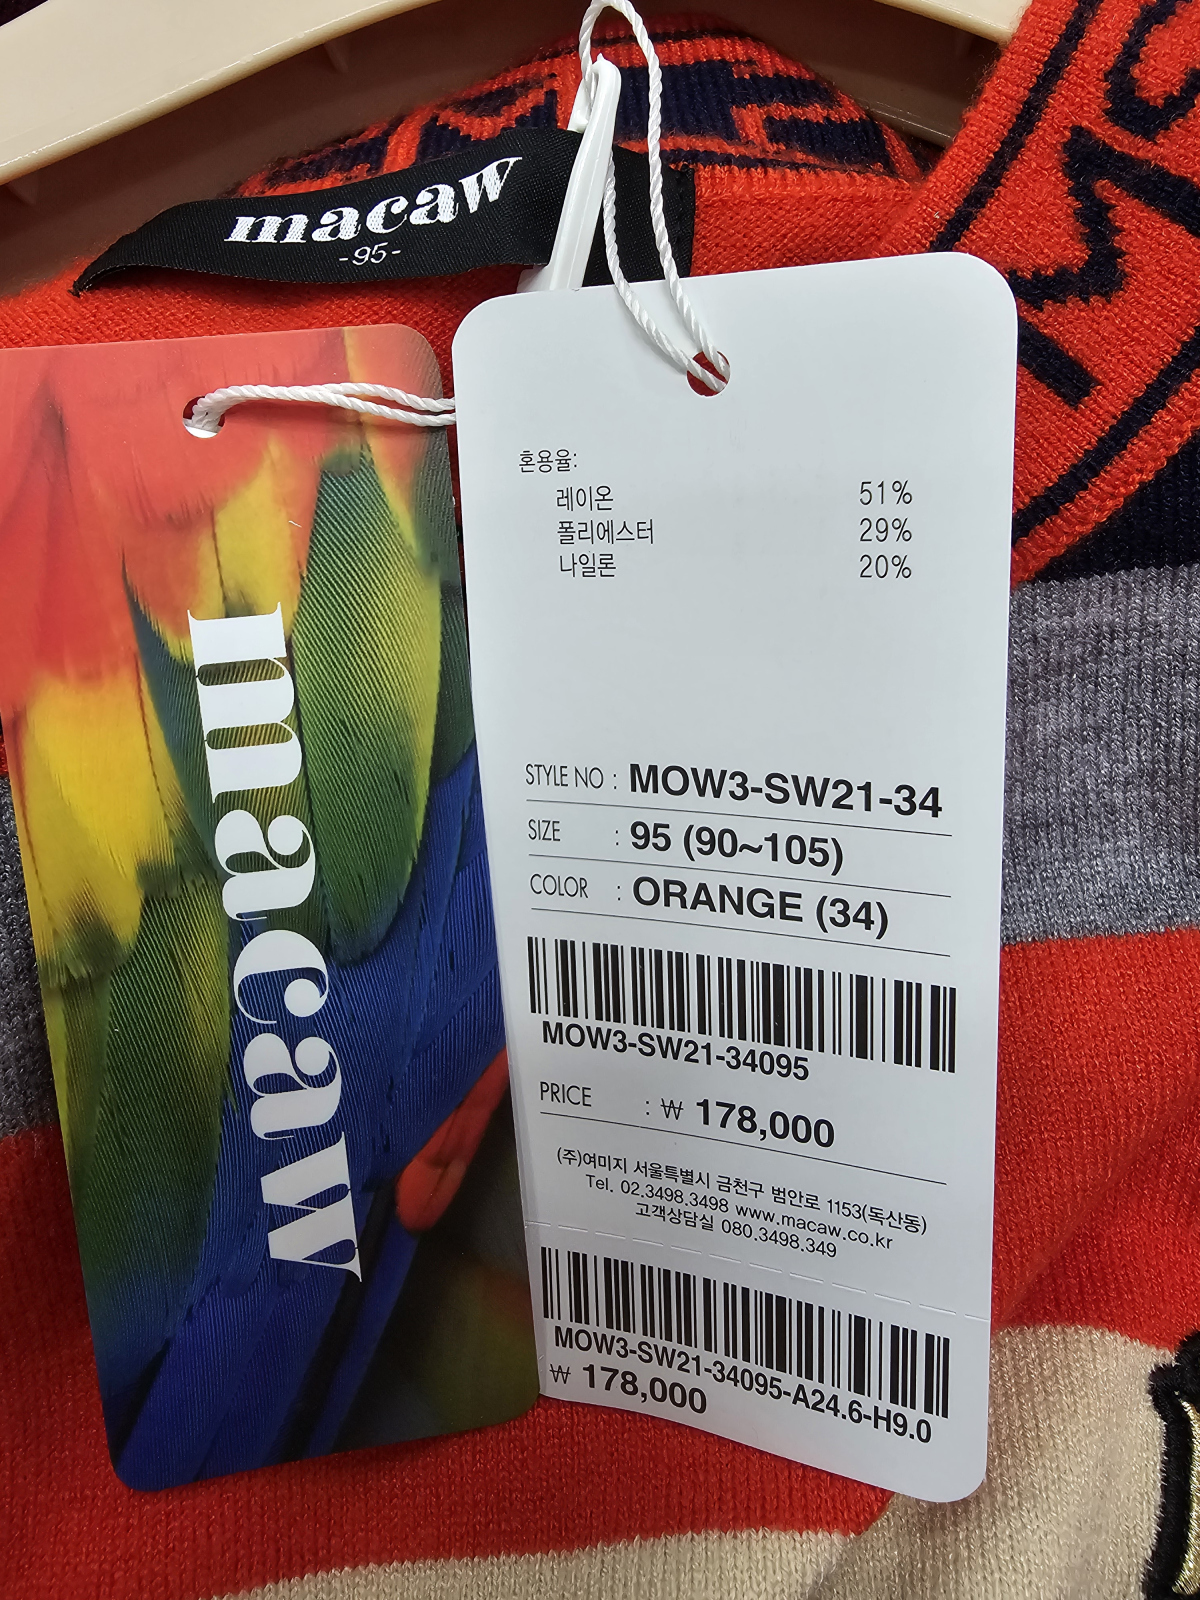 macaw
-95-
macaw
혼용율:
레이온 51%
폴리에스터 29%
나일론 20%
STYLE NO : MOW3-SW21-34
SIZE : 95 (90~105)
COLOR : ORANGE (34)
MOW3-SW21-34095
PRICE : ₩ 178,000
(주)여미지 서울특별시 금천구 범안로 1153(독산동)
Tel. 02.3498.3498 www.macaw.co.kr
고객상담실 080.3498.349
MOW3-SW21-34095-A24.6-H9.0
₩ 178,000